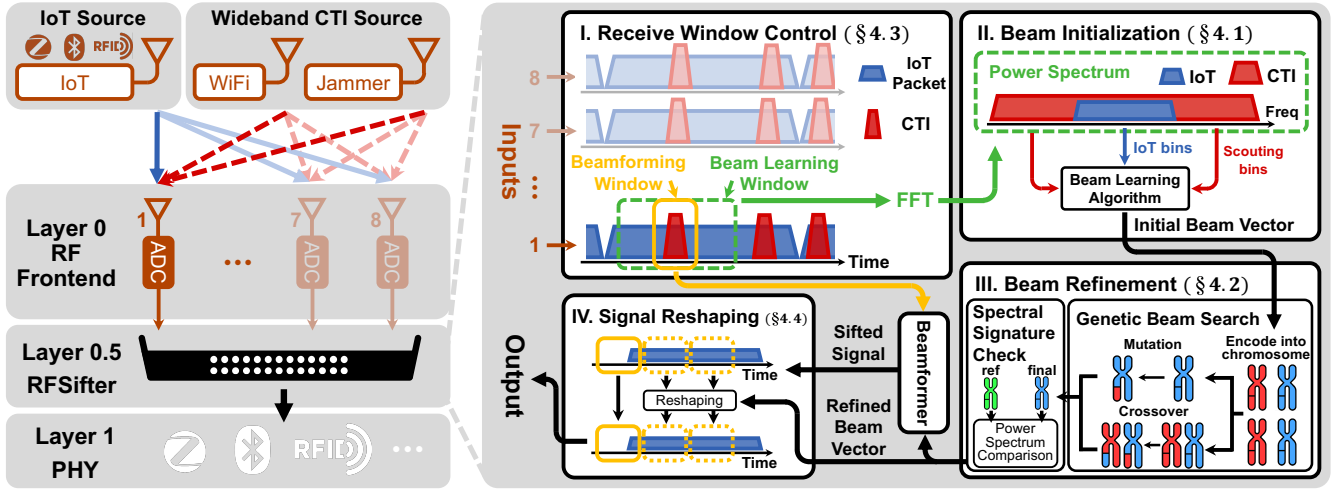 IoT Source
Wideband CTI Source
RFID
IoT
WiFi
Jammer
1
7
8
ADC
ADC
ADC
...
Layer 0
RF
Frontend
Layer 0.5
RFSifter
Layer 1
PHY
RFID
...
I. Receive Window Control (§4.3)
8
7
Inputs
...
1
IoT
Packet
CTI
Beamforming
Window
Beam Learning
Window
Time
FFT
II. Beam Initialization (§4.1)
Power Spectrum
IoT
CTI
Freq
IoT bins
Scouting
bins
Beam Learning
Algorithm
Initial Beam Vector
III. Beam Refinement (§4.2)
Spectral
Signature
Check
ref
final
Power
Spectrum
Comparison
Genetic Beam Search
Mutation
Crossover
Encode into
chromosome
Beamformer
Sifted
Signal
Refined
Beam
Vector
IV. Signal Reshaping (§4.4)
Time
Reshaping
Time
Output